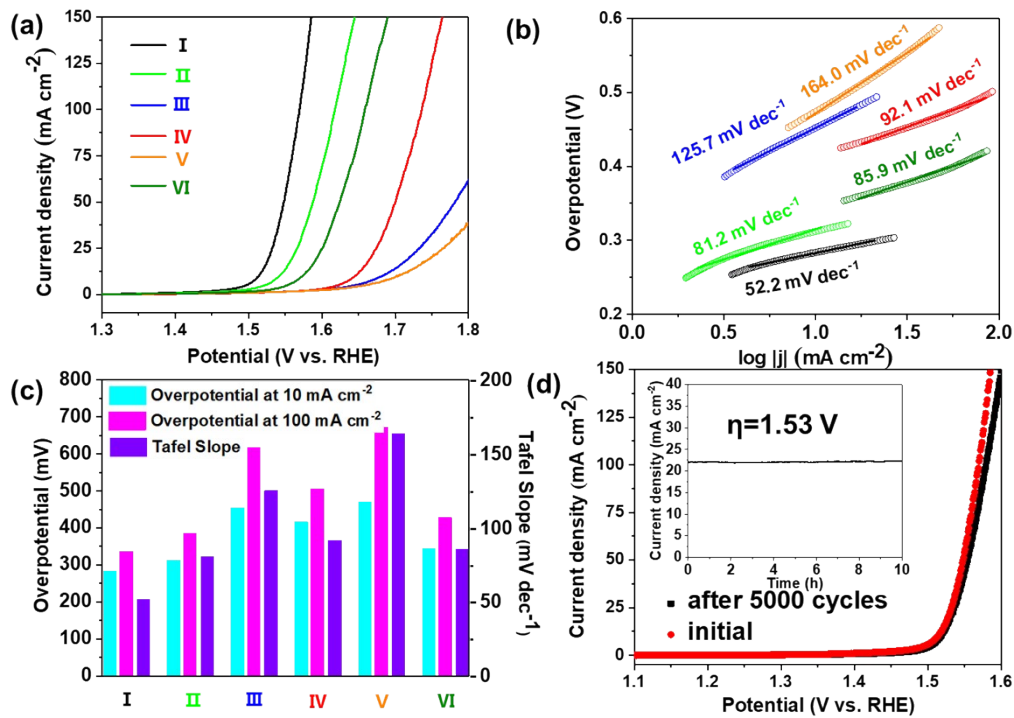 (a)
150
125
100
75
50
25
0
Current density (mA cm-2)
I
II
III
IV
V
VI
1.3 1.4 1.5 1.6 1.7 1.8
Potential (V vs. RHE)
(b)
0.6
0.5
0.4
0.3
0.2
Overpotential (V)
164.0 mV dec-1
125.7 mV dec-1
92.1 mV dec-1
85.9 mV dec-1
81.2 mV dec-1
52.2 mV dec-1
0.0 0.5 1.0 1.5 2.0
log |j| (mA cm-2)
(c)
800
700
600
500
400
300
200
100
0
Overpotential (mV)
Overpotential at 10 mA cm-2
Overpotential at 100 mA cm-2
Tafel Slope
200
150
100
50
0
Tafel Slope (mV dec-1)
I II III IV V VI
(d)
150
125
100
75
50
25
0
Current density (mA cm-2)
40
35
30
25
20
15
10
5
0
Current density (mA cm-2)
η=1.53 V
0 2 4 6 8 10
Time (h)
after 5000 cycles
initial
1.1 1.2 1.3 1.4 1.5 1.6
Potential (V vs. RHE)